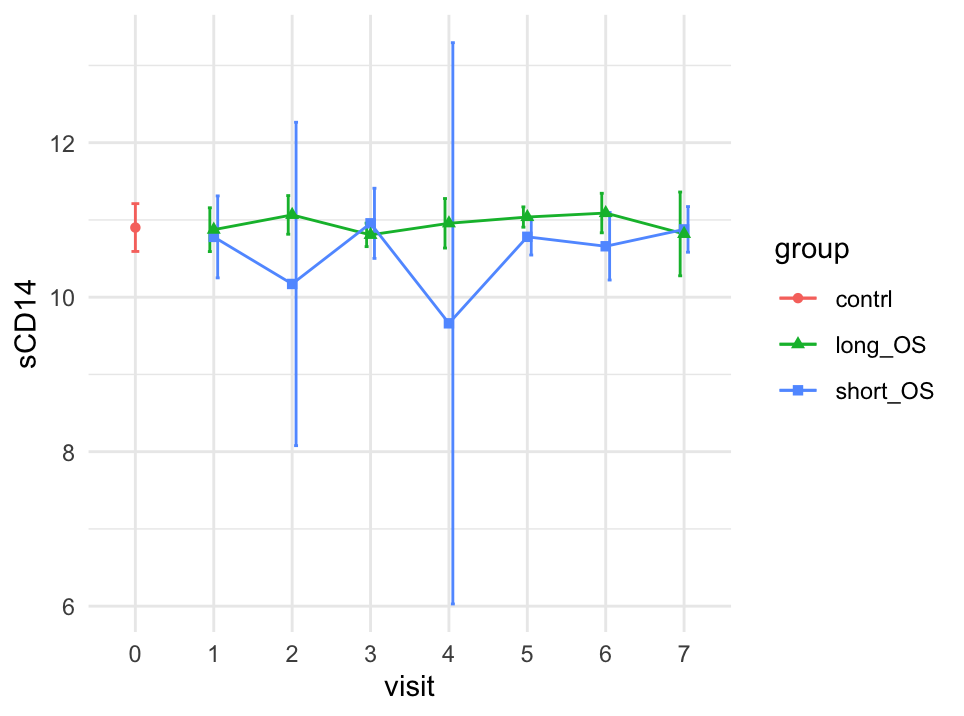 sCD14
12
10
8
6
0 1 2 3 4 5 6 7
visit
group
contrl
long_OS
short_OS